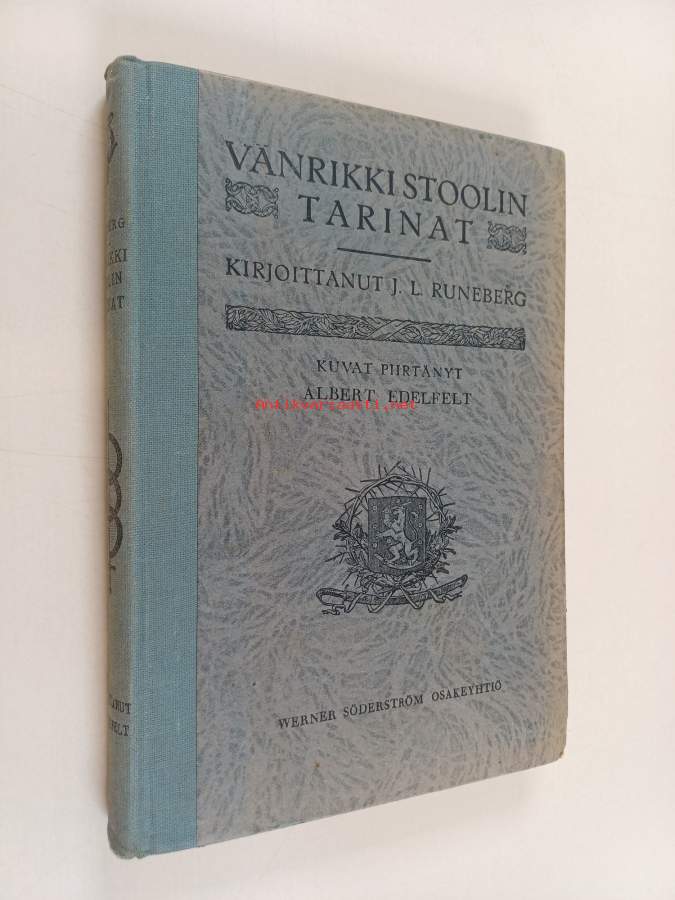 VÄNRIKKI STOOLIN
TARINAT
KIRJOITTANUT J. L. RUNEBERG
KUVAT PIIRTÄNYT
ALBERT EDELFELT
antikvariaatti.net
WERNER SÖDERSTRÖM OSAKEYHTIÖ